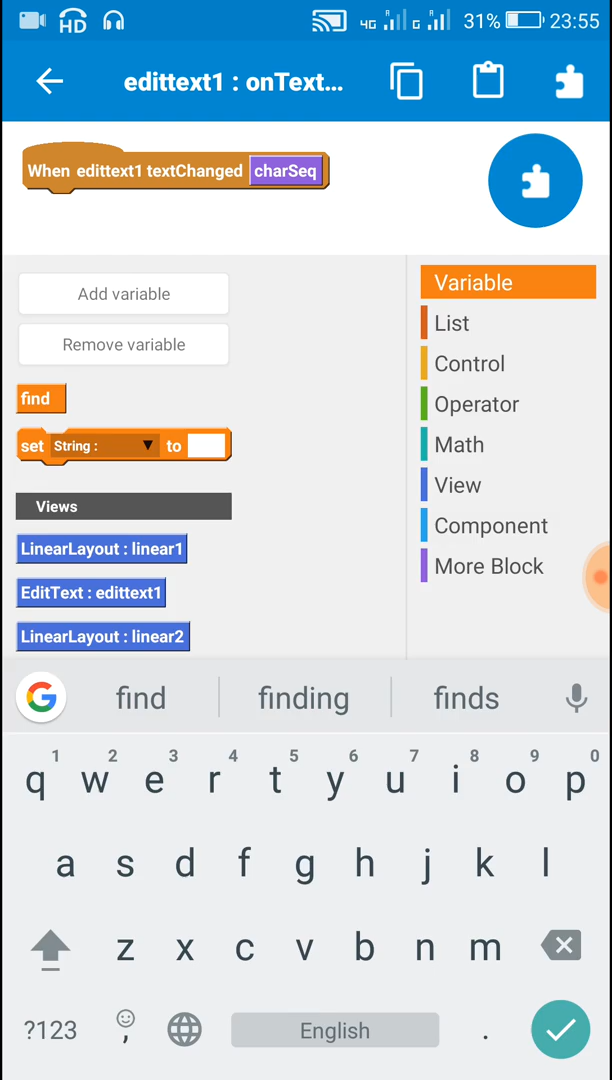 HD 4G R G R 31% 23:55
edittext1 : onText...
When edittext1 textChanged charSeq
Add variable
Remove variable
find
set String : ▼ to
Views
LinearLayout : linear1
EditText : edittext1
LinearLayout : linear2
Variable
List
Control
Operator
Math
View
Component
More Block
G find finding finds
1 2 3 4 5 6 7 8 9 0
q w e r t y u i o p
a s d f g h j k l
z x c v b n m
?123 , English .